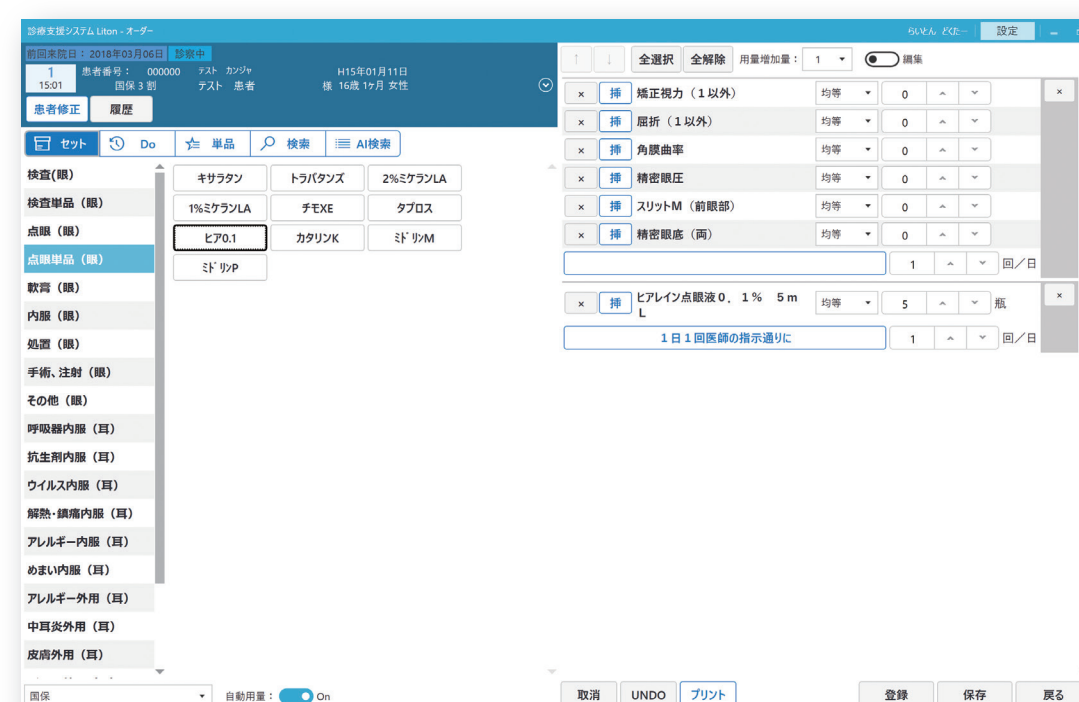 診療支援システム Liton - オーダー
らいとん どくたー 設定
前回来院日：2018年03月06日 診察中
1 患者番号： 000000 テスト カンジャ H15年01月11日
15:01 国保３割 テスト 患者 様 16歳 1ヶ月 女性
患者修正 履歴
全選択 全解除 用量増加量： 1 編集
セット Do 単品 検索 AI検索
検査(眼)
検査単品（眼）
点眼（眼）
点眼単品（眼）
軟膏（眼）
内服（眼）
処置（眼）
手術、注射（眼）
その他（眼）
呼吸器内服（耳）
抗生剤内服（耳）
ウイルス内服（耳）
解熱・鎮痛内服（耳）
アレルギー内服（耳）
めまい内服（耳）
アレルギー外用（耳）
中耳炎外用（耳）
皮膚外用（耳）
キサラタン トラバタンズ 2%ミケランLA
1%ミケランLA チモXE タプロス
ヒア0.1 カタリンK ミドリンM
ミドリンP
× 挿 矯正視力（１以外） 均等 0 ×
× 挿 屈折（１以外） 均等 0
× 挿 角膜曲率 均等 0
× 挿 精密眼圧 均等 0
× 挿 スリットM（前眼部） 均等 0
× 挿 精密眼底（両） 均等 0
1 回／日
× 挿 ヒアレイン点眼液０．１％　５ｍ 均等 5 瓶 ×
Ｌ
１日１回医師の指示通りに 1 回／日
国保 自動用量： On
取消 UNDO プリント 登録 保存 戻る